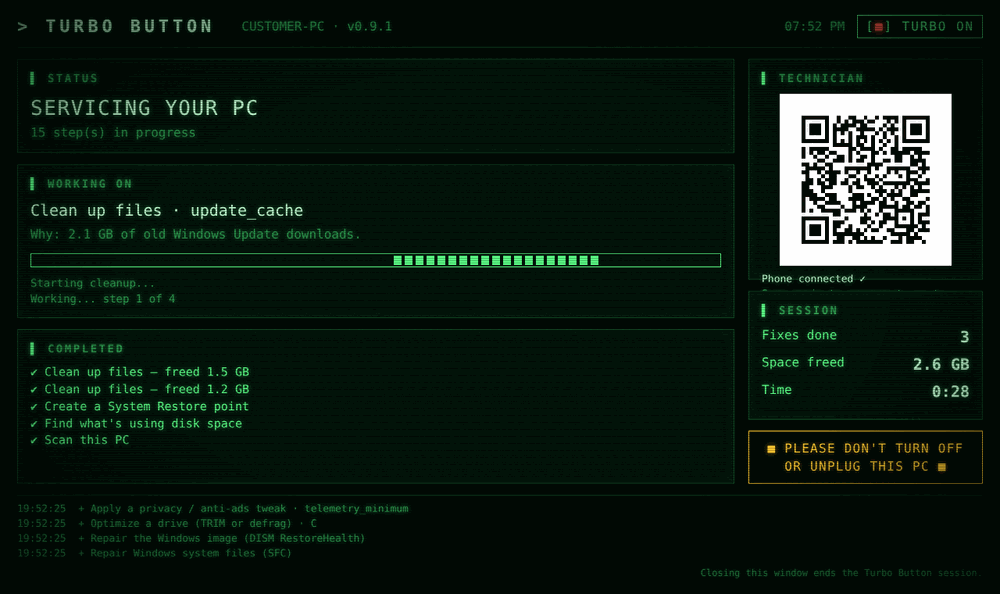 > TURBO BUTTON CUSTOMER-PC · v0.9.1 07:52 PM [■] TURBO ON
STATUS
SERVICING YOUR PC
15 step(s) in progress
WORKING ON
Clean up files · update_cache
Why: 2.1 GB of old Windows Update downloads.
Starting cleanup...
Working... step 1 of 4
COMPLETED
✔ Clean up files — freed 1.5 GB
✔ Clean up files — freed 1.2 GB
✔ Create a System Restore point
✔ Find what's using disk space
✔ Scan this PC
TECHNICIAN
Phone connected ✓
SESSION
Fixes done 3
Space freed 2.6 GB
Time 0:28
■ PLEASE DON'T TURN OFF
OR UNPLUG THIS PC ■
19:52:25 + Apply a privacy / anti-ads tweak · telemetry_minimum
19:52:25 + Optimize a drive (TRIM or defrag) · C
19:52:25 + Repair the Windows image (DISM RestoreHealth)
19:52:25 + Repair Windows system files (SFC)
Closing this window ends the Turbo Button session.